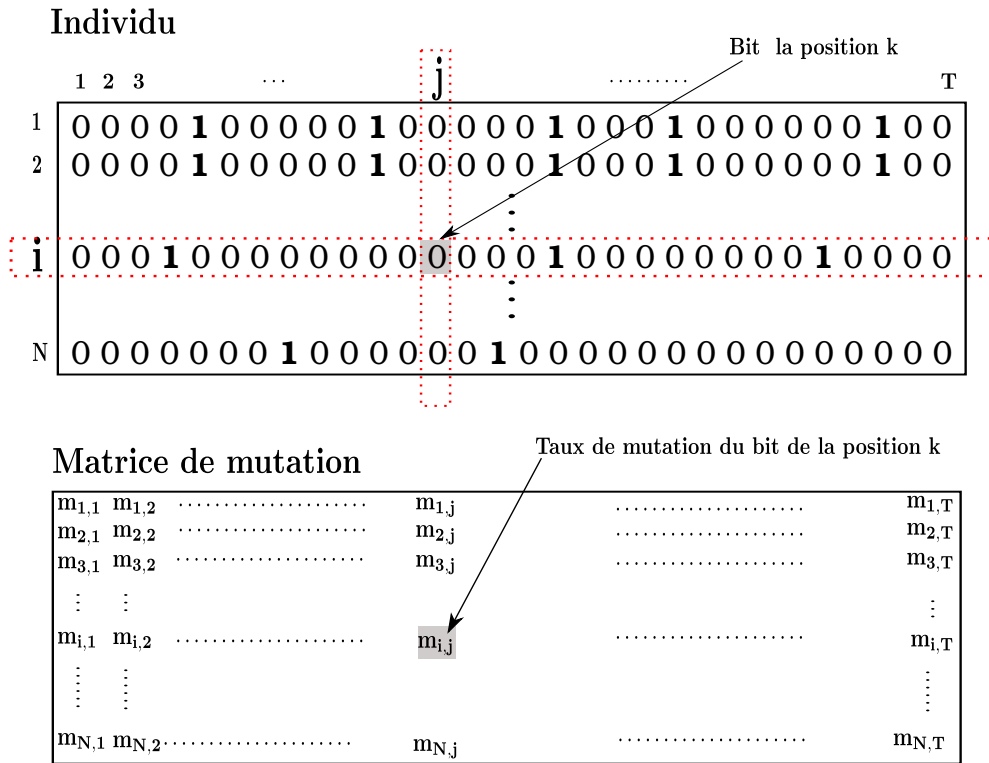 Individu
Bit la position k
1 2 3 ... j ......... T
1 0 0 0 0 1 0 0 0 0 0 1 0 0 0 0 0 1 0 0 0 1 0 0 0 0 0 0 1 0 0
2 0 0 0 0 1 0 0 0 0 0 1 0 0 0 0 0 1 0 0 0 1 0 0 0 0 0 0 1 0 0
i 0 0 0 1 0 0 0 0 0 0 0 0 0 0 0 0 1 0 0 0 0 0 0 0 0 1 0 0 0 0
N 0 0 0 0 0 0 0 1 0 0 0 0 0 0 1 0 0 0 0 0 0 0 0 0 0 0 0 0 0 0
Taux de mutation du bit de la position k
Matrice de mutation
m1,1 m1,2 ..................... m1,j ..................... m1,T
m2,1 m2,2 ..................... m2,j ..................... m2,T
m3,1 m3,2 ..................... m3,j ..................... m3,T
mi,1 mi,2 ..................... mi,j ..................... mi,T
mN,1 mN,2 ..................... mN,j ..................... mN,T